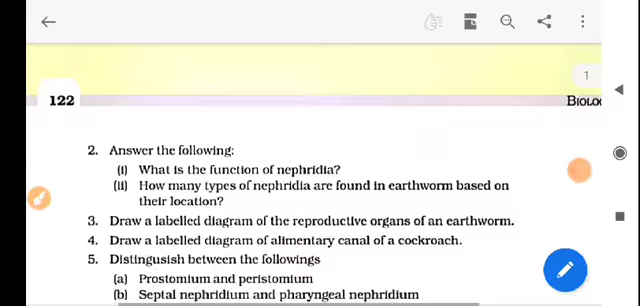 1
122
BIOLO
2. Answer the following:
(i) What is the function of nephridia?
(ii) How many types of nephridia are found in earthworm based on
their location?
3. Draw a labelled diagram of the reproductive organs of an earthworm.
4. Draw a labelled diagram of alimentary canal of a cockroach.
5. Distingusish between the followings
(a) Prostomium and peristomium
(b) Septal nephridium and pharyngeal nephridium